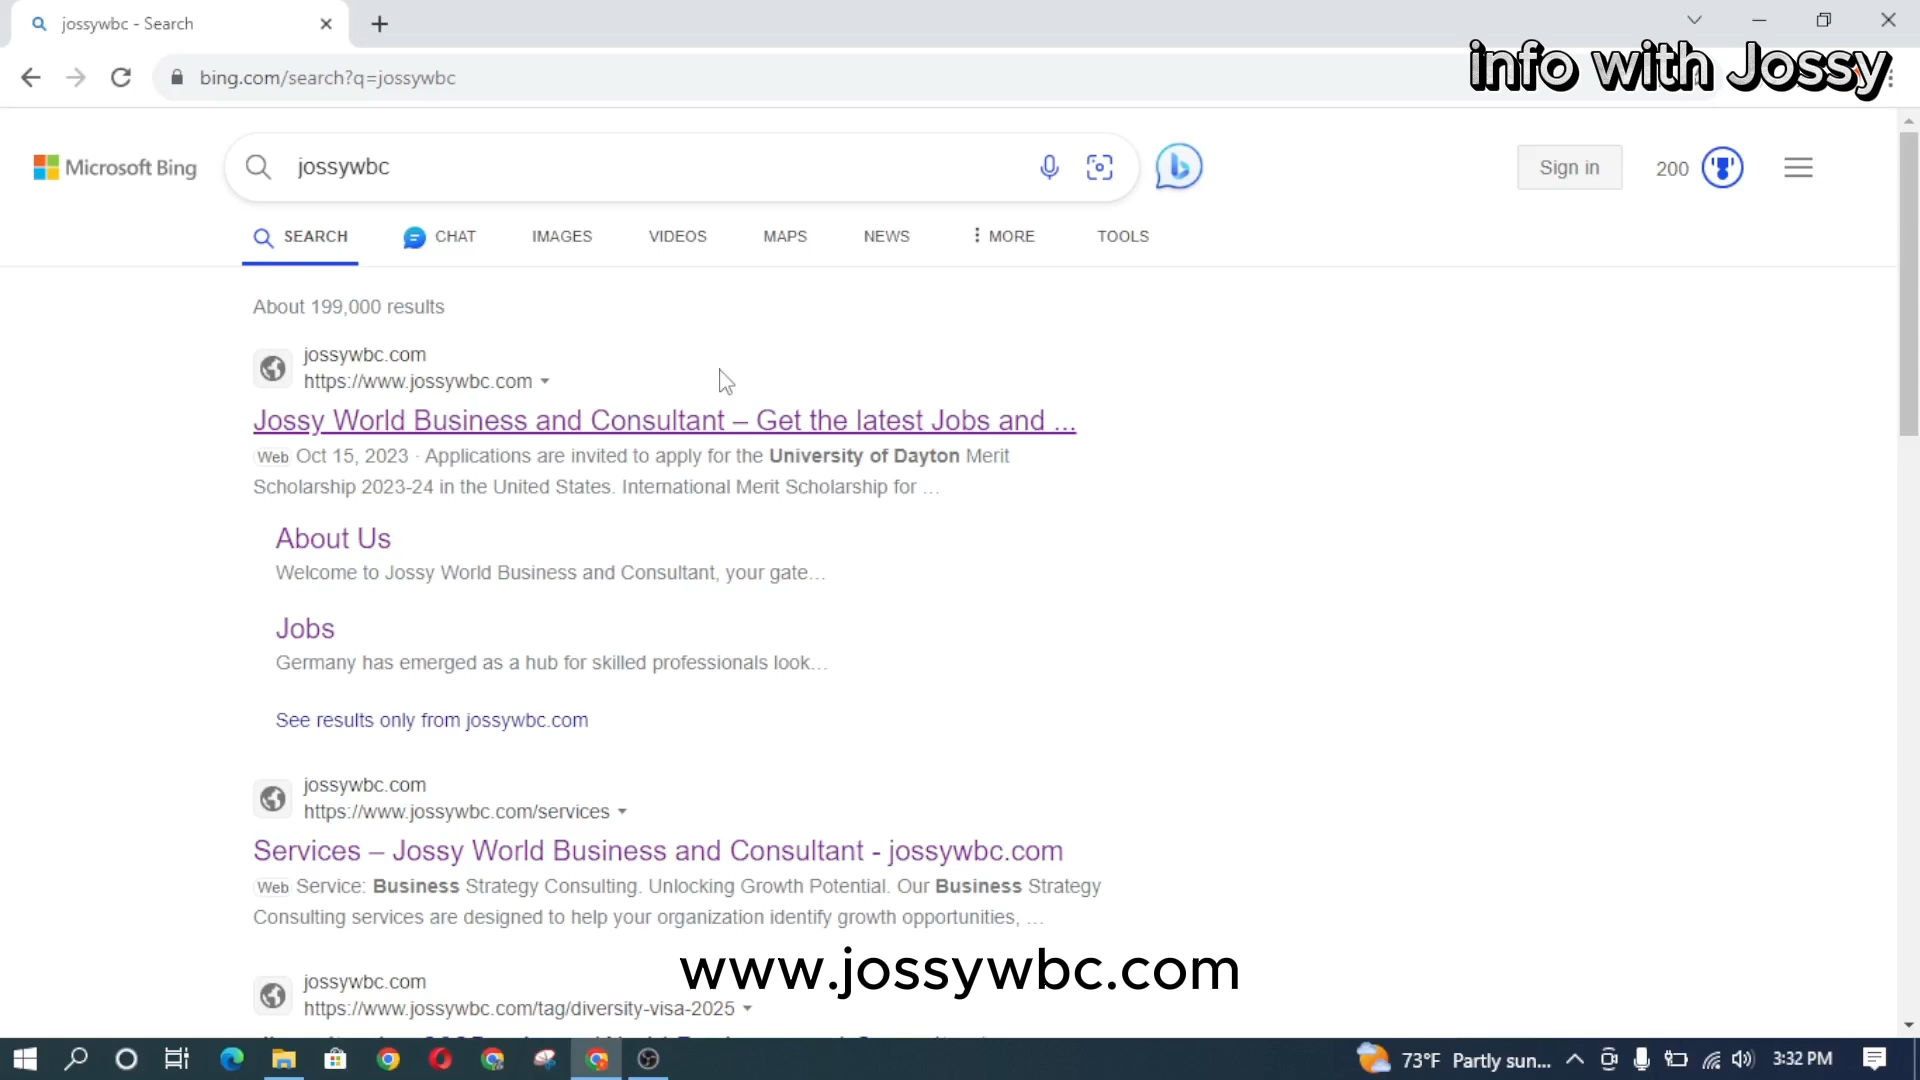 jossywbc - Search
bing.com/search?q=jossywbc
info with Jossy
Microsoft Bing
jossywbc
Sign in
200
SEARCH
CHAT
IMAGES
VIDEOS
MAPS
NEWS
MORE
TOOLS
About 199,000 results
jossywbc.com
https://www.jossywbc.com
Jossy World Business and Consultant – Get the latest Jobs and ...
Web Oct 15, 2023 · Applications are invited to apply for the University of Dayton Merit
Scholarship 2023-24 in the United States. International Merit Scholarship for …
About Us
Welcome to Jossy World Business and Consultant, your gate…
Jobs
Germany has emerged as a hub for skilled professionals look…
See results only from jossywbc.com
jossywbc.com
https://www.jossywbc.com/services
Services – Jossy World Business and Consultant - jossywbc.com
Web Service: Business Strategy Consulting. Unlocking Growth Potential. Our Business Strategy
Consulting services are designed to help your organization identify growth opportunities, …
www.jossywbc.com
jossywbc.com
https://www.jossywbc.com/tag/diversity-visa-2025
73°F Partly sun...
3:32 PM